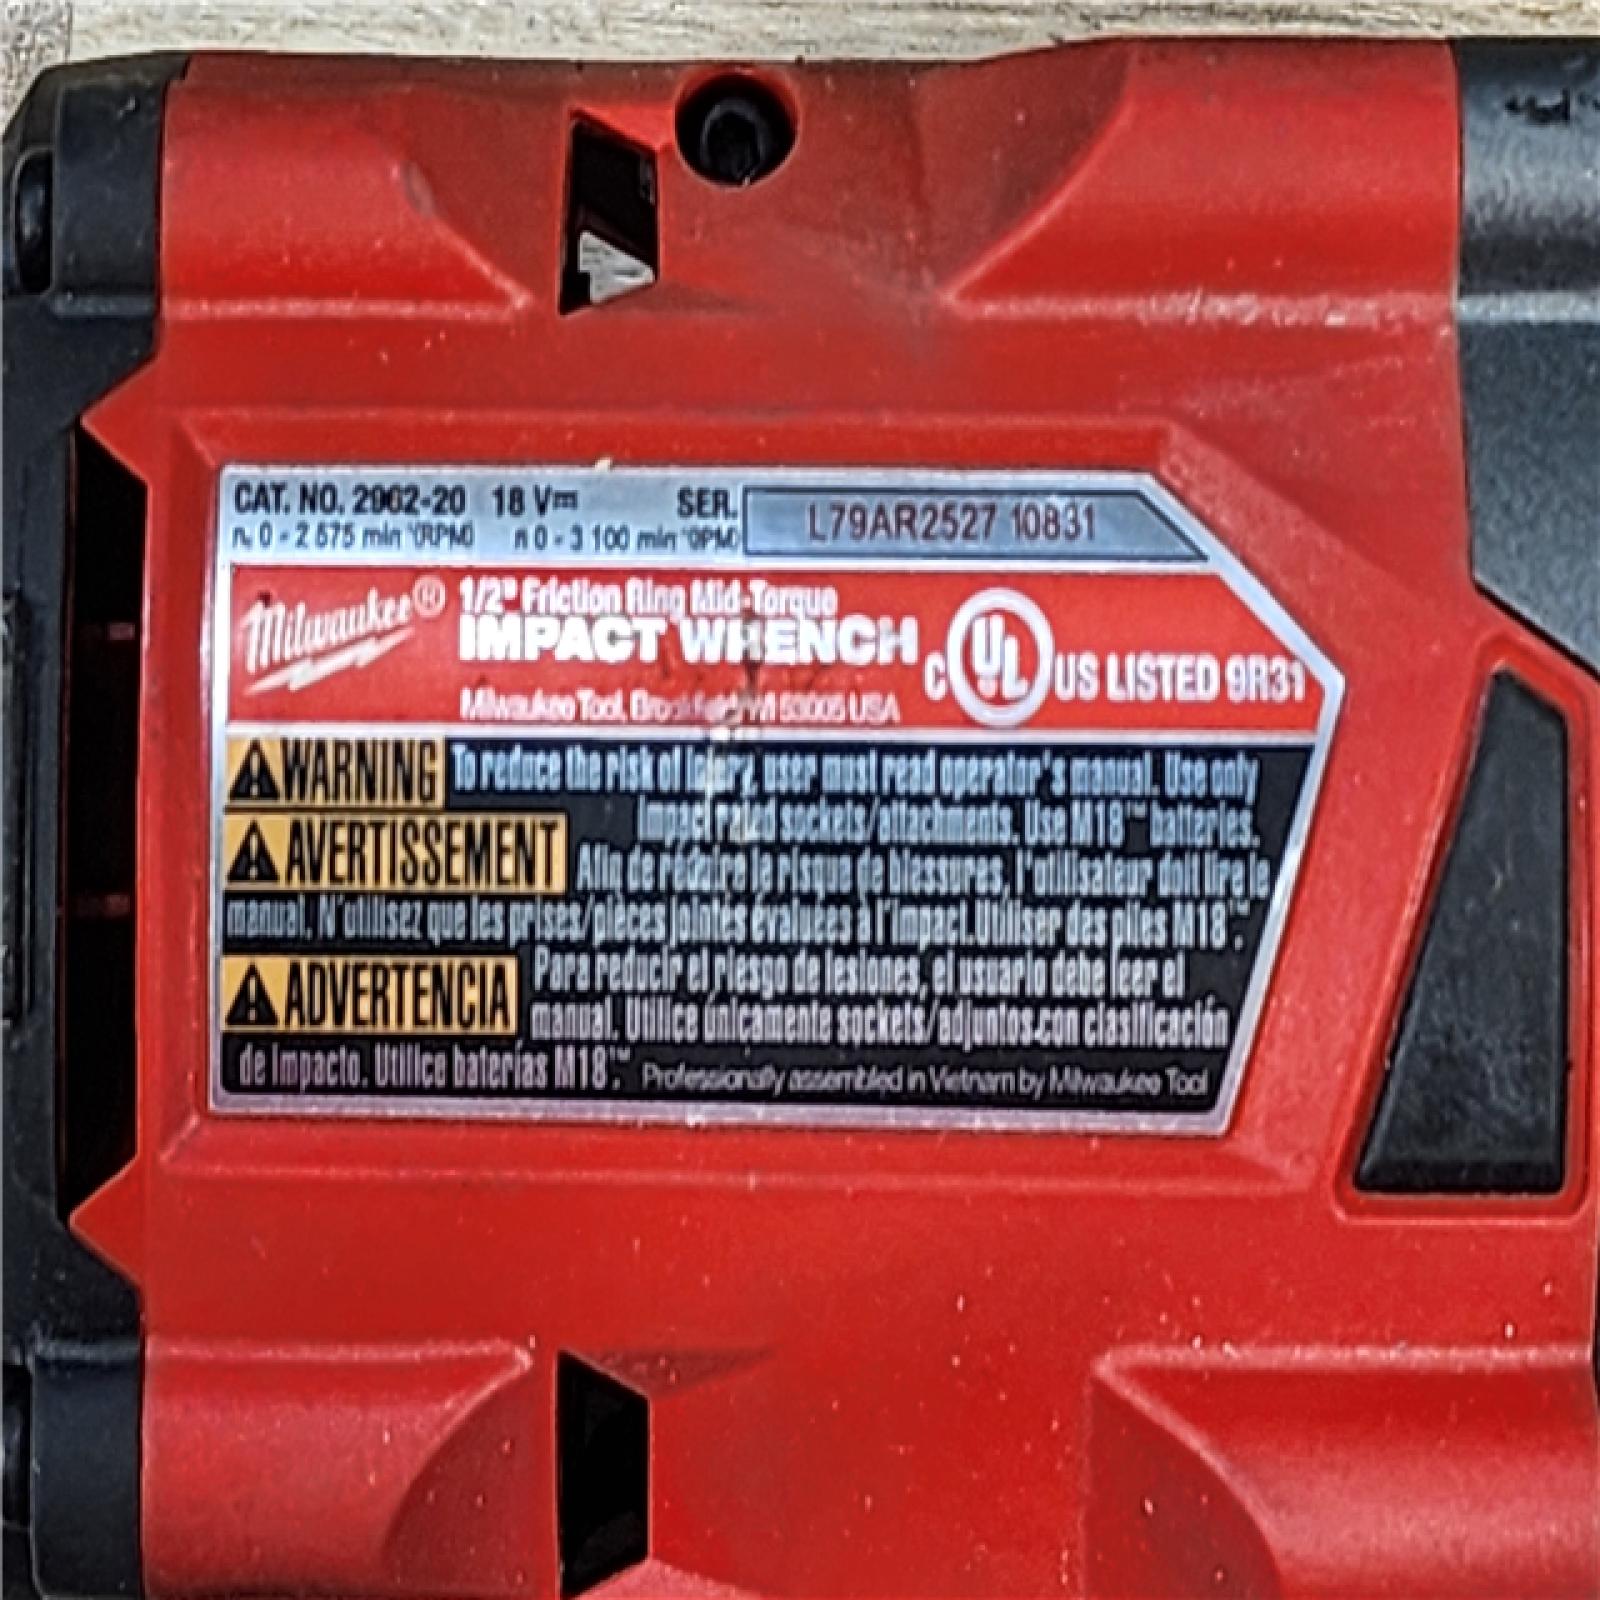 CAT. NO. 2962-20 18 V⎓ SER. L79AR2527 10831
n₀ 0 - 2 575 min⁻¹(RPM) n 0 - 3 100 min⁻¹(IPM)
Milwaukee® 1/2" Friction Ring Mid-Torque
IMPACT WRENCH
C UL US LISTED 9R31
Milwaukee Tool, Brookfield, WI 53005 USA
WARNING To reduce the risk of injury, user must read operator's manual. Use only
impact rated sockets/attachments. Use M18™ batteries.
AVERTISSEMENT Afin de réduire le risque de blessures, l'utilisateur doit lire le
manual. N'utilisez que les prises/pièces jointes évaluées à l'impact. Utiliser des piles M18™.
ADVERTENCIA Para reducir el riesgo de lesiones, el usuario debe leer el
manual. Utilice únicamente sockets/adjuntos con clasificación
de impacto. Utilice baterías M18™. Professionally assembled in Vietnam by Milwaukee Tool